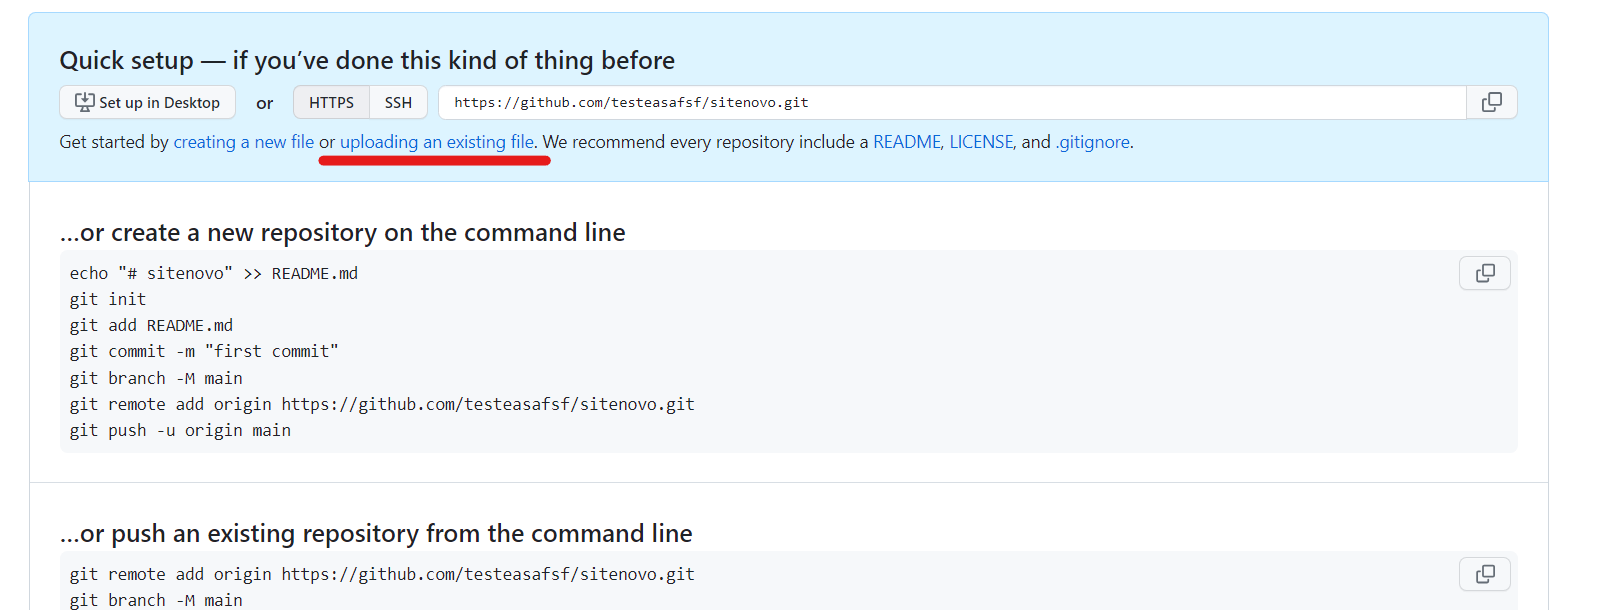 Quick setup — if you’ve done this kind of thing before
Set up in Desktop or HTTPS SSH https://github.com/testeasafsf/sitenovo.git
Get started by creating a new file or uploading an existing file. We recommend every repository include a README, LICENSE, and .gitignore.
…or create a new repository on the command line
echo "# sitenovo" >> README.md
git init
git add README.md
git commit -m "first commit"
git branch -M main
git remote add origin https://github.com/testeasafsf/sitenovo.git
git push -u origin main
…or push an existing repository from the command line
git remote add origin https://github.com/testeasafsf/sitenovo.git
git branch -M main